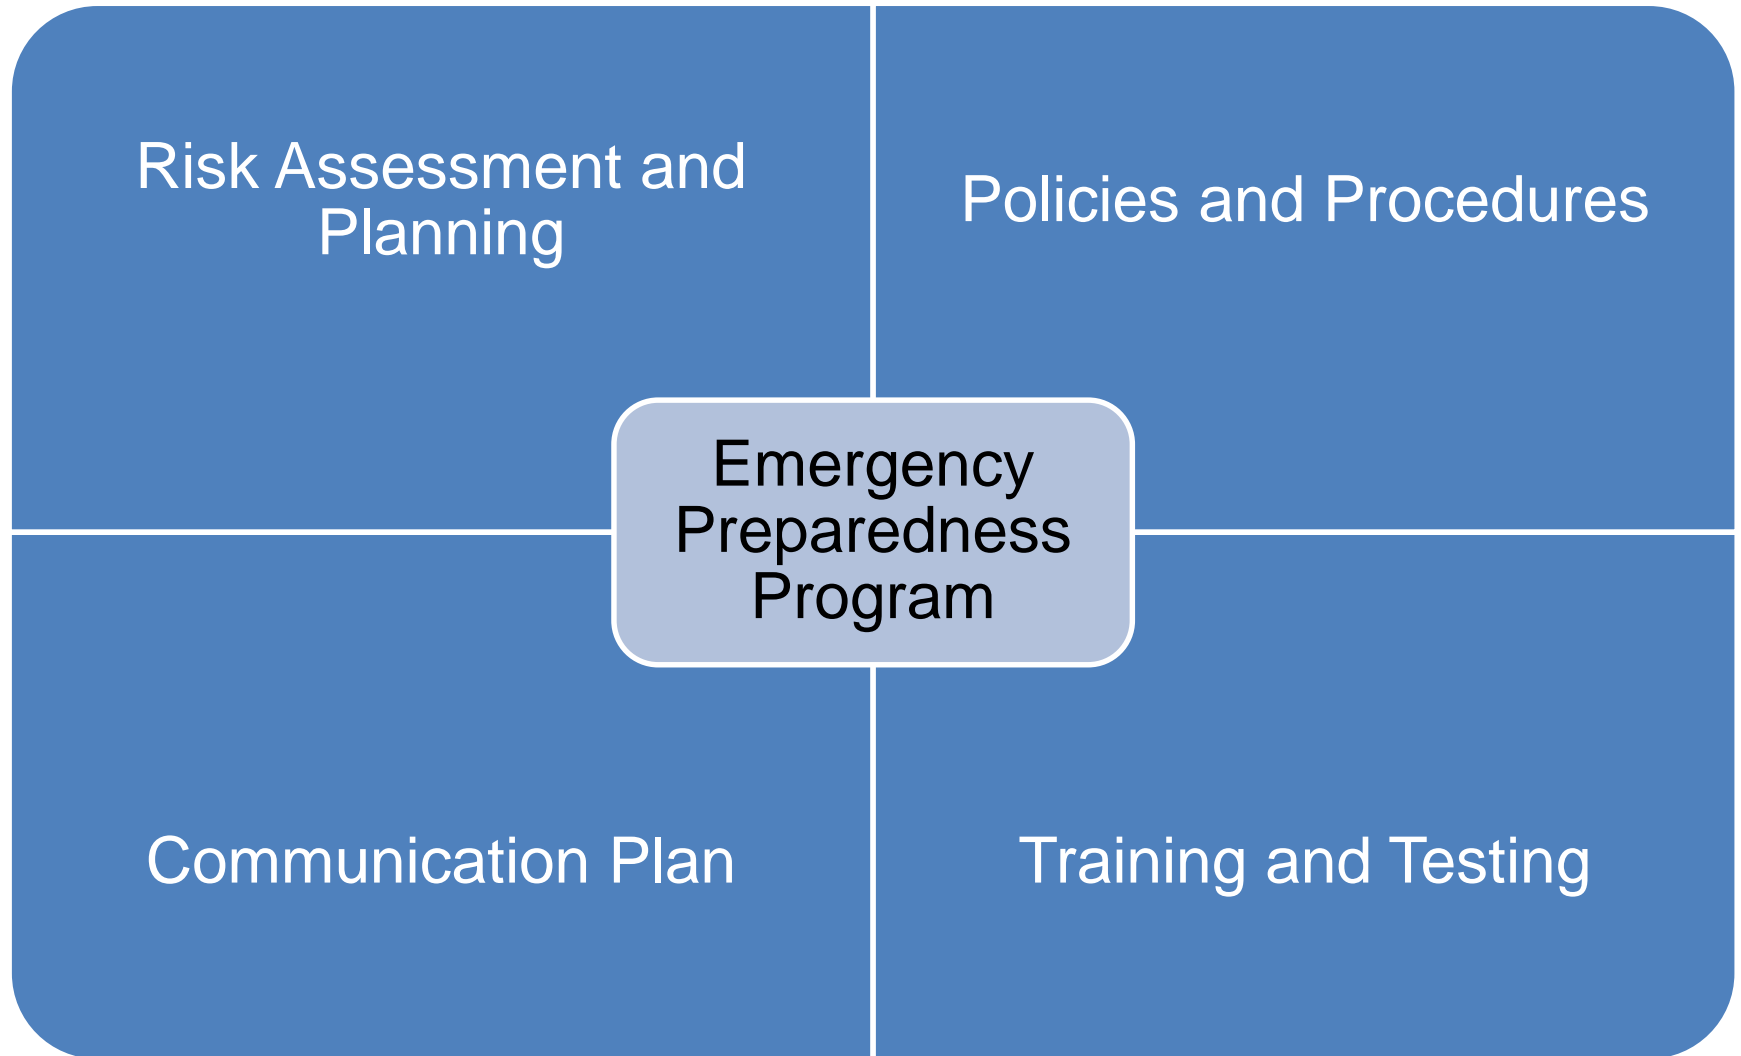 Risk Assessment and
Planning
Policies and Procedures
Emergency
Preparedness
Program
Communication Plan
Training and Testing